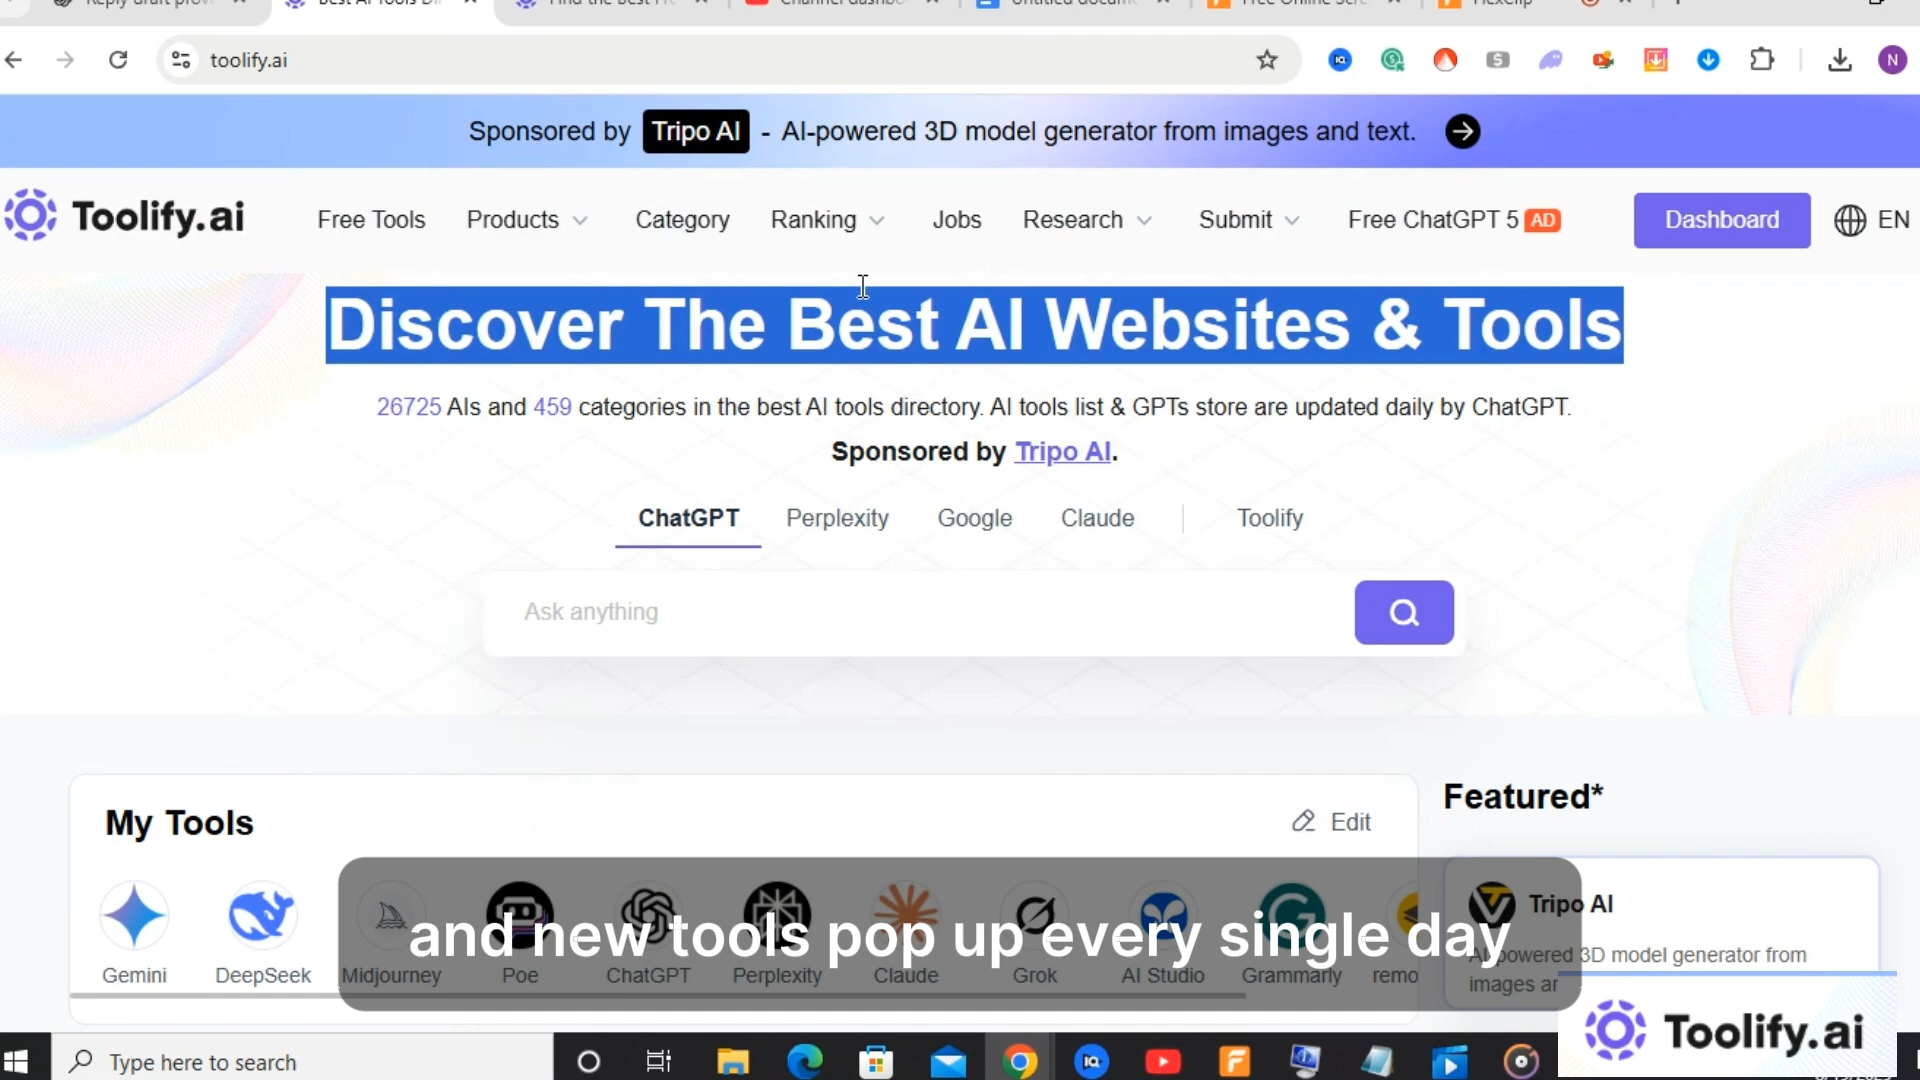 toolify.ai
N
Sponsored by Tripo AI - AI-powered 3D model generator from images and text.
Toolify.ai
Free Tools
Products
Category
Ranking
Jobs
Research
Submit
Free ChatGPT 5 AD
Dashboard
EN
Discover The Best AI Websites & Tools
26725 AIs and 459 categories in the best AI tools directory. AI tools list & GPTs store are updated daily by ChatGPT.
Sponsored by Tripo AI.
ChatGPT
Perplexity
Google
Claude
Toolify
Ask anything
My Tools
Edit
Featured*
and new tools pop up every single day
Gemini
DeepSeek
Midjourney
Poe
ChatGPT
Perplexity
Claude
Grok
AI Studio
Grammarly
remo
Tripo AI
AI-powered 3D model generator from
images ar
Type here to search
Toolify.ai